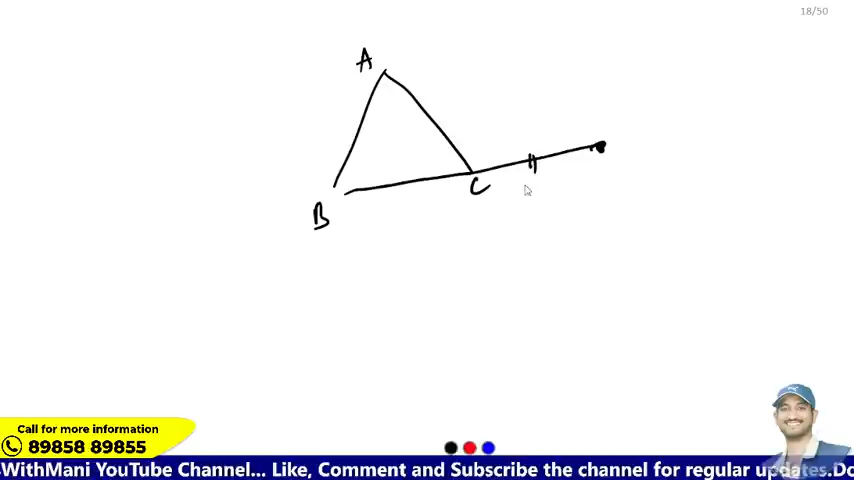 18/50
A
B
C
Call for more information
89858 89855
WithMani YouTube Channel... Like, Comment and Subscribe the channel for regular updates.Do